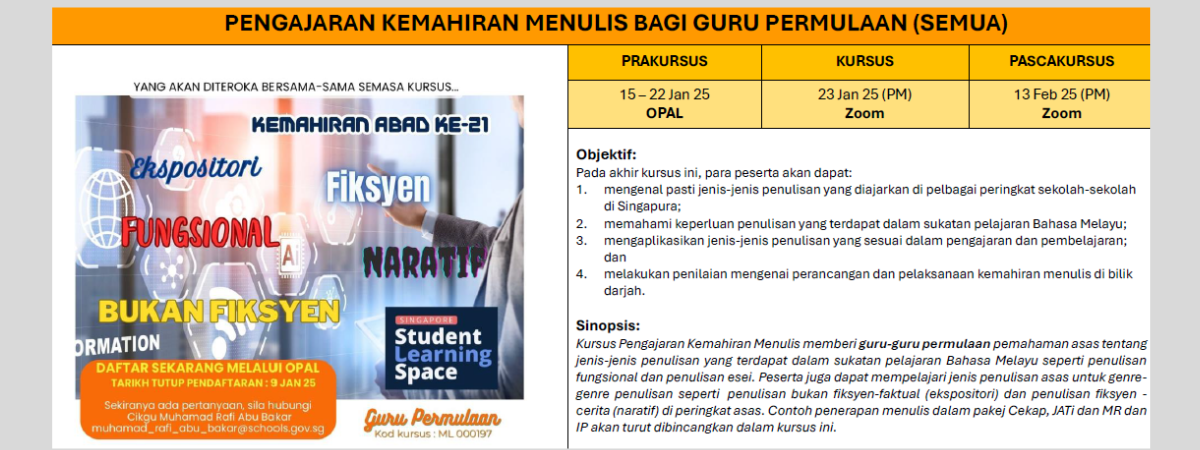 PENGAJARAN KEMAHIRAN MENULIS BAGI GURU PERMULAAN (SEMUA)
YANG AKAN DITEROKA BERSAMA-SAMA SEMASA KURSUS...
KEMAHIRAN ABAD KE-21
Ekspositori
Fiksyen
FUNGSIONAL
Ai
NARATIF
BUKAN FIKSYEN
ORMATION
SINGAPORE
Student
Learning
Space
DAFTAR SEKARANG MELALUI OPAL
TARIKH TUTUP PENDAFTARAN : 9 JAN 25
Sekiranya ada pertanyaan, sila hubungi
Cikgu Muhamad Rafi Abu Bakar
muhamad_rafi_abu_bakar@schools.gov.sg
Guru Permulaan
Kod kursus : ML 000197
PRAKURSUS
KURSUS
PASCAKURSUS
15 – 22 Jan 25
OPAL
23 Jan 25 (PM)
Zoom
13 Feb 25 (PM)
Zoom
Objektif:
Pada akhir kursus ini, para peserta akan dapat:
1. mengenal pasti jenis-jenis penulisan yang diajarkan di pelbagai peringkat sekolah-sekolah
di Singapura;
2. memahami keperluan penulisan yang terdapat dalam sukatan pelajaran Bahasa Melayu;
3. mengaplikasikan jenis-jenis penulisan yang sesuai dalam pengajaran dan pembelajaran;
dan
4. melakukan penilaian mengenai perancangan dan pelaksanaan kemahiran menulis di bilik
darjah.
Sinopsis:
Kursus Pengajaran Kemahiran Menulis memberi guru-guru permulaan pemahaman asas tentang
jenis-jenis penulisan yang terdapat dalam sukatan pelajaran Bahasa Melayu seperti penulisan
fungsional dan penulisan esei. Peserta juga dapat mempelajari jenis penulisan asas untuk genre-
genre penulisan seperti penulisan bukan fiksyen-faktual (ekspositori) dan penulisan fiksyen -
cerita (naratif) di peringkat asas. Contoh penerapan menulis dalam pakej Cekap, JATi dan MR dan
IP akan turut dibincangkan dalam kursus ini.